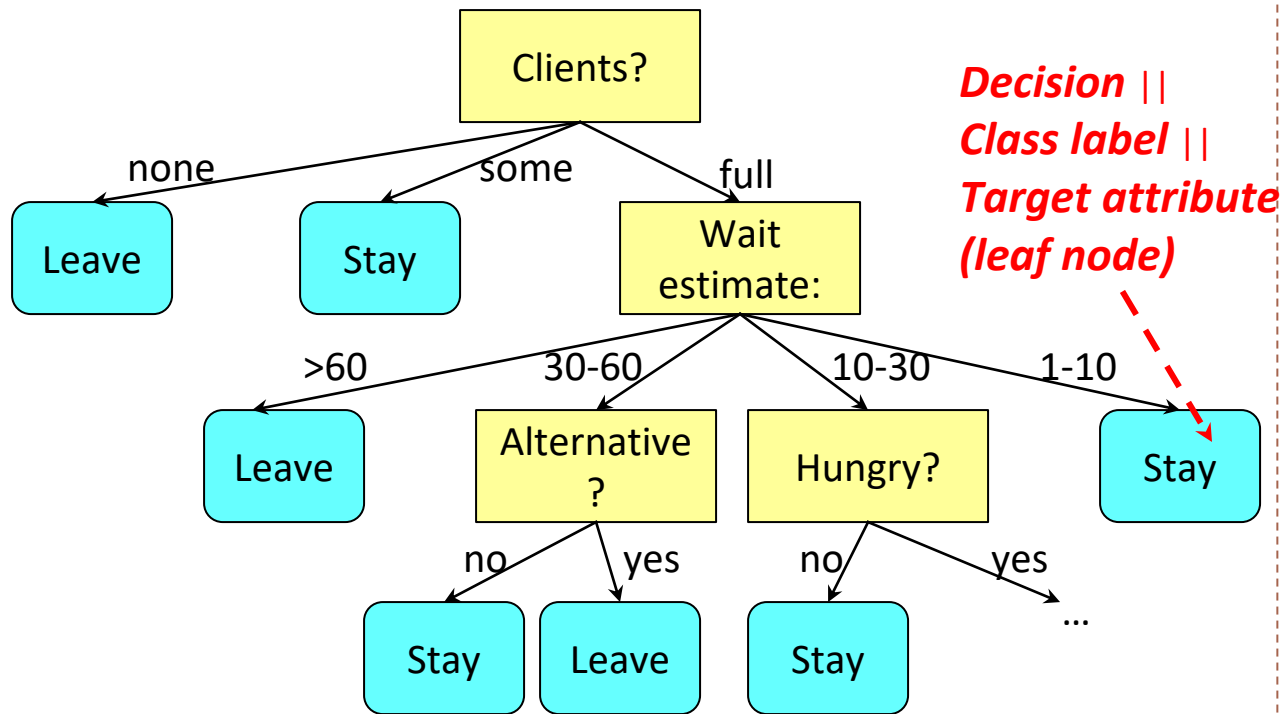 Clients?
Decision ||
Class label ||
Target attribute
(leaf node)
none
some
full
Leave
Stay
Wait
estimate:
>60
30-60
10-30
1-10
Leave
Alternative
?
Hungry?
Stay
no
yes
no
yes
Stay
Leave
Stay
...